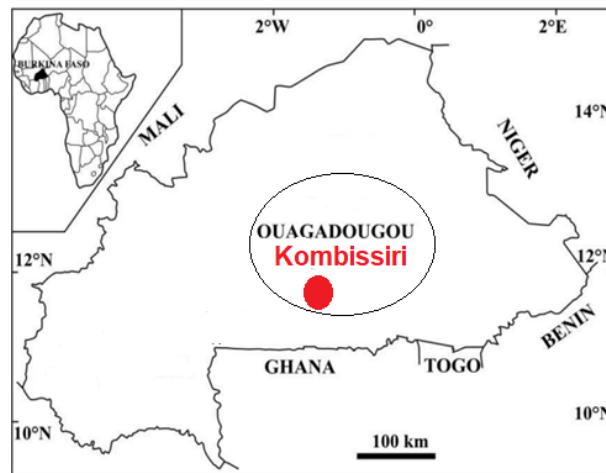 2°W
0°
2°E
BURKINA FASO
MALI
14°N
NIGER
OUAGADOUGOU
Kombissiri
12°N
12°N
BENIN
GHANA
TOGO
10°N
10°N
100 km